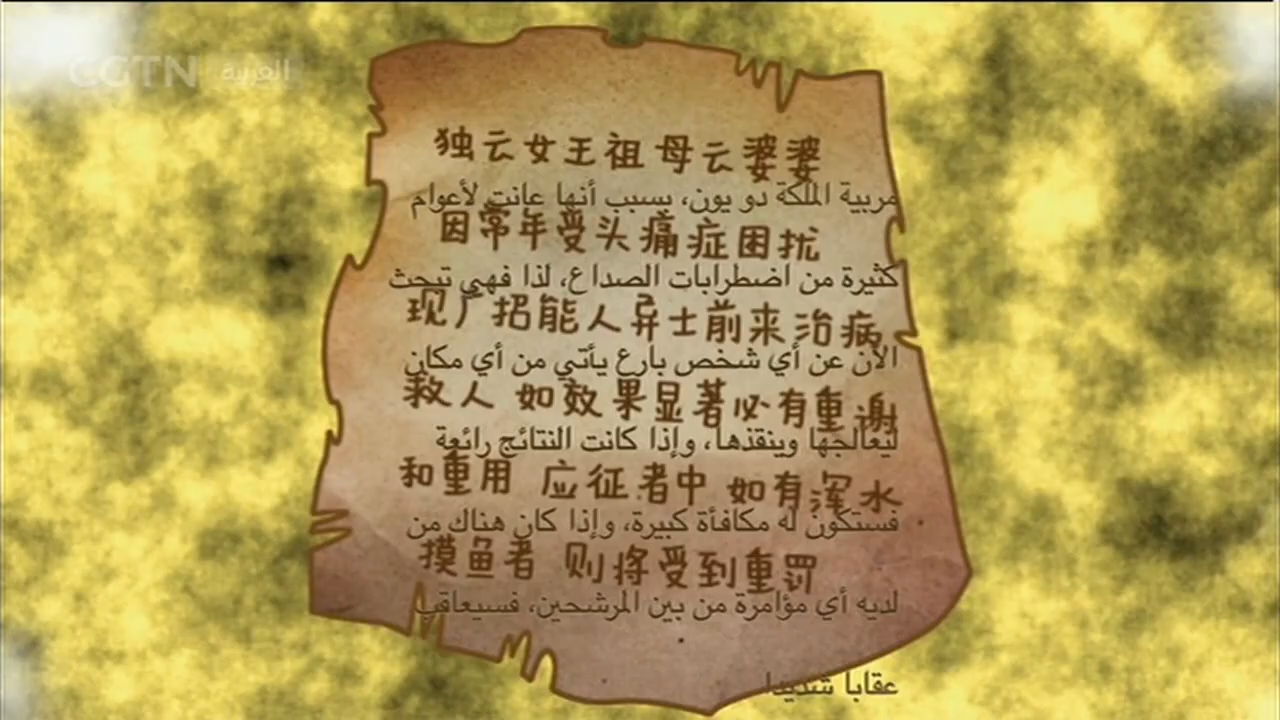 CGTN العربية
独云女王祖母云婆婆
مربية الملكة دو يون، بسبب أنها عانت لأعوام
因常年受头痛症困扰
كثيرة من اضطرابات الصداع، لذا فهي تبحث
现广招能人异士前来治病
الآن عن أي شخص بارع يأتي من أي مكان
救人 如效果显著必有重谢
ليعالجها وينقذها، وإذا كانت النتائج رائعة
和重用 应征者中 如有浑水
فستكون له مكافأة كبيرة، وإذا كان هناك من
摸鱼者 则将受到重罚
لديه أي مؤامرة من بين المرشحين، فسيعاقب
عقابا شديدا